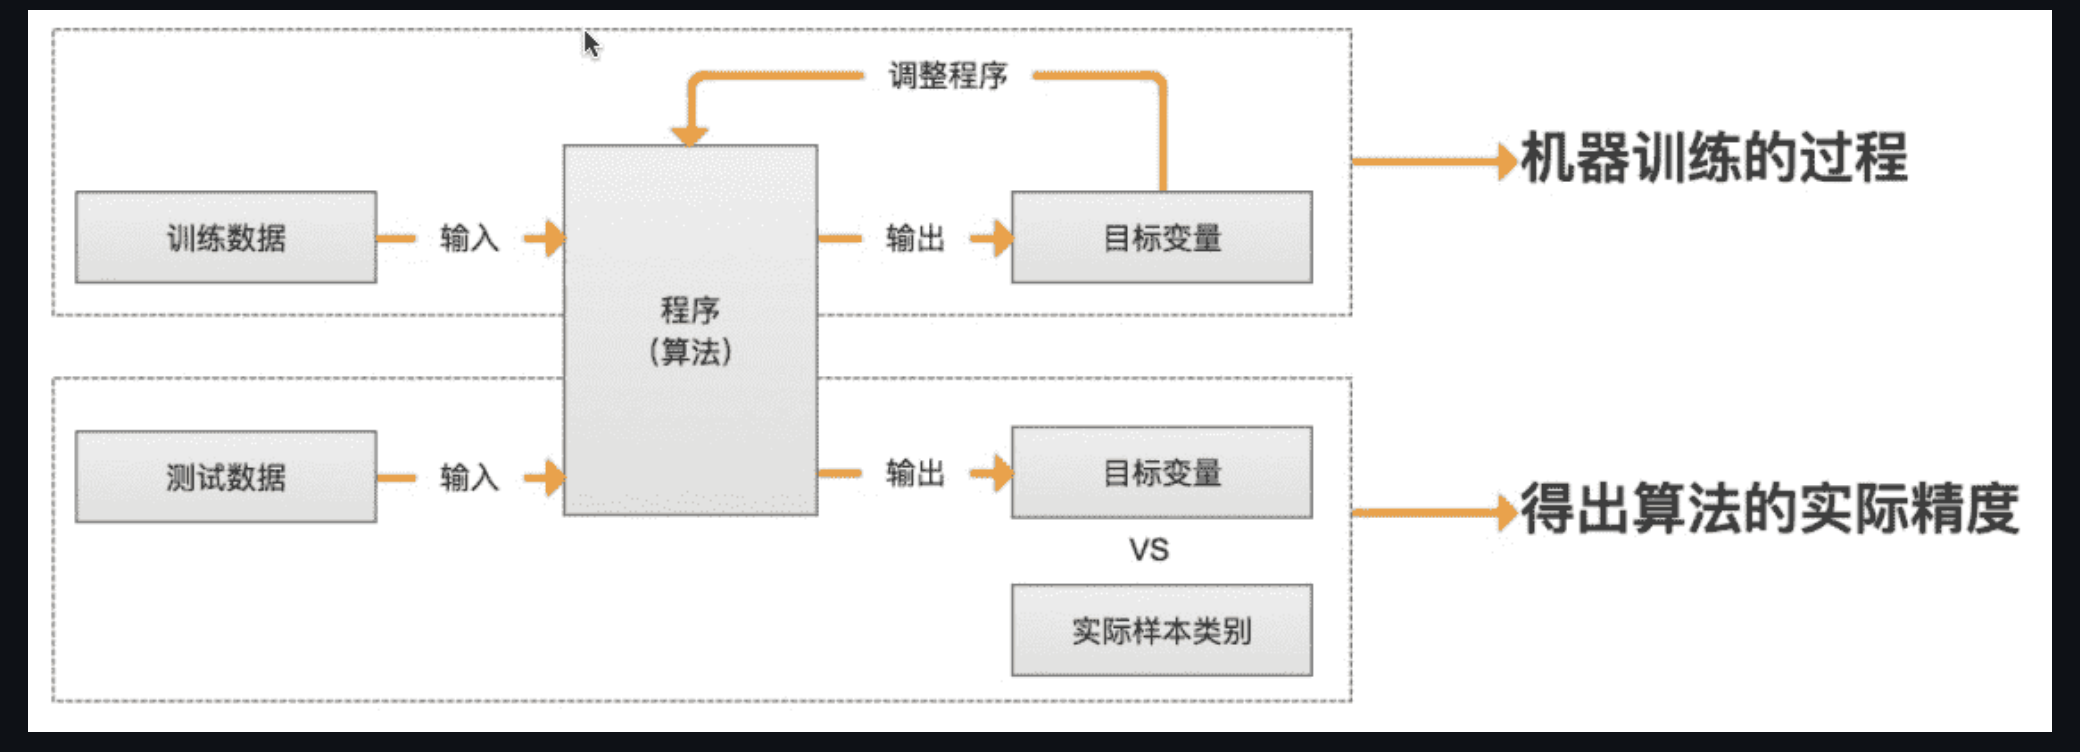 调整程序
机器训练的过程
训练数据
输入
输出
目标变量
程序
（算法）
测试数据
输入
输出
目标变量
得出算法的实际精度
VS
实际样本类别